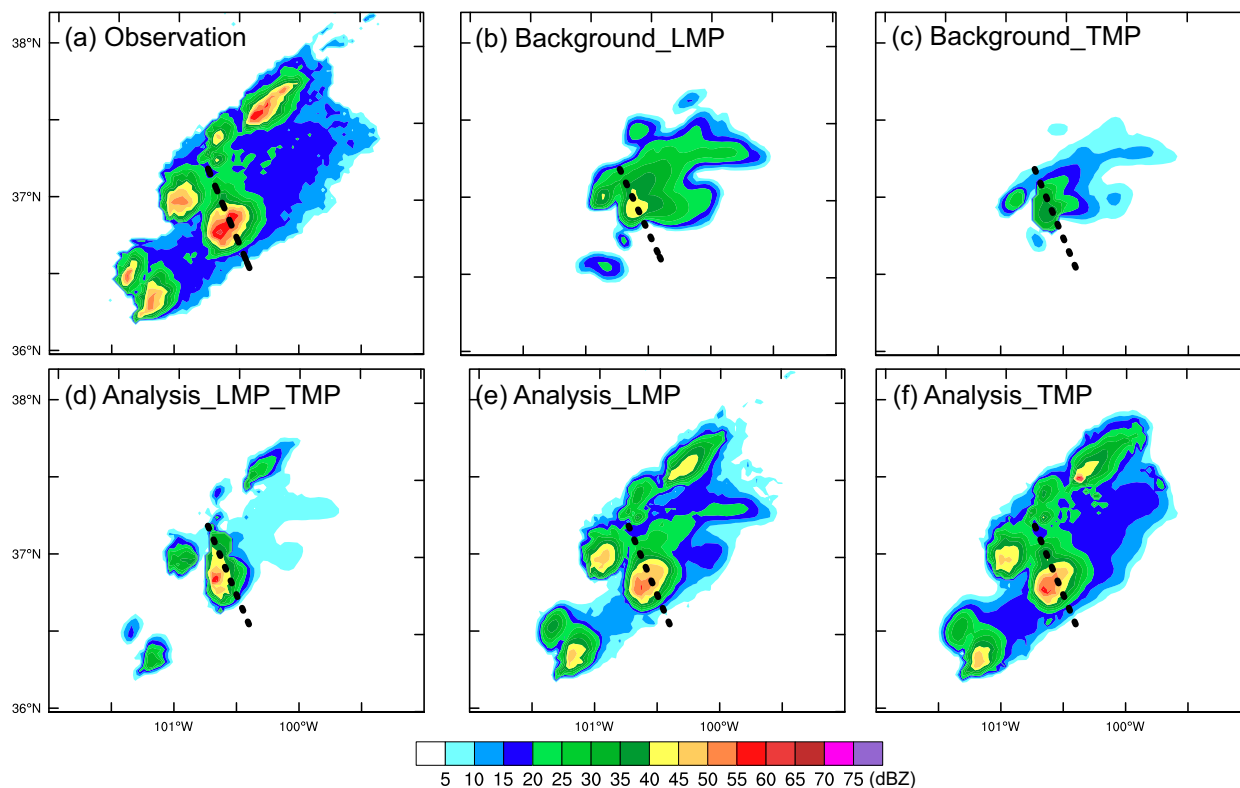 (a) Observation
(b) Background_LMP
(c) Background_TMP
38°N
37°N
36°N
(d) Analysis_LMP_TMP
(e) Analysis_LMP
(f) Analysis_TMP
38°N
37°N
36°N
101°W 100°W 101°W 100°W 101°W 100°W
5 10 15 20 25 30 35 40 45 50 55 60 65 70 75 (dBZ)